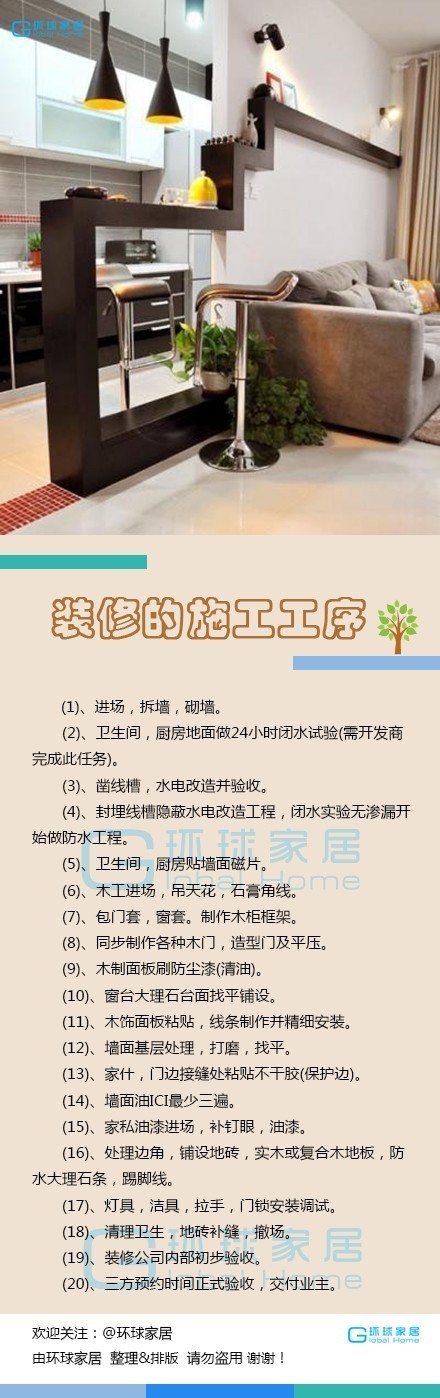 环球家居
Global Home
装修的施工工序
(1)、进场，拆墙，砌墙。
(2)、卫生间，厨房地面做24小时闭水试验(需开发商
完成此任务)。
(3)、凿线槽，水电改造并验收。
(4)、封埋线槽隐蔽水电改造工程，闭水实验无渗漏开
始做防水工程。
环球家居
Global Home
(5)、卫生间，厨房贴墙面磁片。
(6)、木工进场，吊天花，石膏角线。
(7)、包门套，窗套。制作木柜框架。
(8)、同步制作各种木门，造型门及平压。
(9)、木制面板刷防尘漆(清油)。
(10)、窗台大理石台面找平铺设。
(11)、木饰面板粘贴，线条制作并精细安装。
(12)、墙面基层处理，打磨，找平。
(13)、家什，门边接缝处粘贴不干胶(保护边)。
(14)、墙面油ICI最少三遍。
(15)、家私油漆进场，补钉眼，油漆。
(16)、处理边角，铺设地砖，实木或复合木地板，防
水大理石条，踢脚线。
(17)、灯具，洁具，拉手，门锁安装调试。
(18)、清理卫生，地砖补缝，撤场。
环球家居
Global Home
(19)、装修公司内部初步验收。
(20)、三方预约时间正式验收，交付业主。
欢迎关注：@环球家居
环球家居
Global Home
由环球家居 整理&排版 请勿盗用 谢谢！